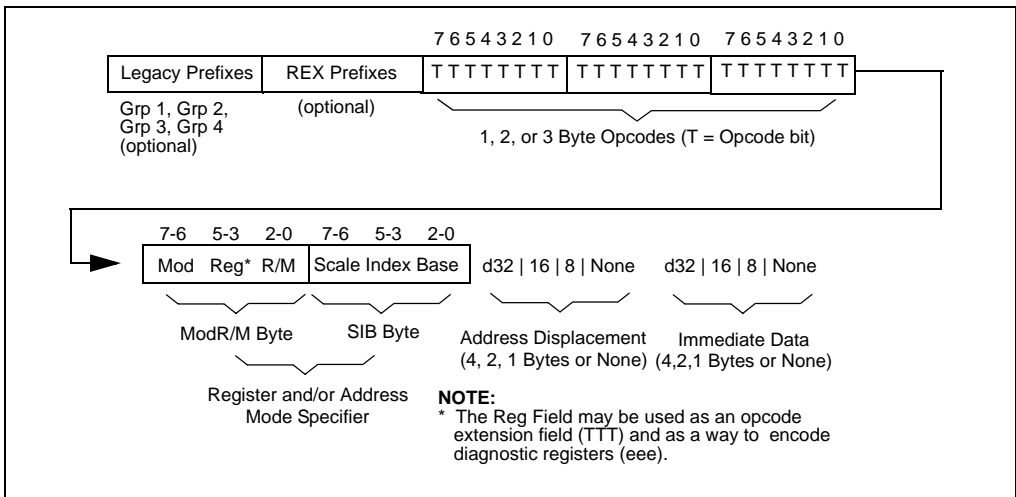 7 6 5 4 3 2 1 0 7 6 5 4 3 2 1 0 7 6 5 4 3 2 1 0
Legacy Prefixes REX Prefixes T T T T T T T T T T T T T T T T T T T T T T T T
Grp 1, Grp 2,
Grp 3, Grp 4
(optional)
(optional)
1, 2, or 3 Byte Opcodes (T = Opcode bit)
7-6 5-3 2-0 7-6 5-3 2-0
Mod Reg* R/M Scale Index Base d32 | 16 | 8 | None d32 | 16 | 8 | None
ModR/M Byte SIB Byte
Address Displacement
(4, 2, 1 Bytes or None)
Immediate Data
(4,2,1 Bytes or None)
Register and/or Address
Mode Specifier
NOTE:
* The Reg Field may be used as an opcode
extension field (TTT) and as a way to encode
diagnostic registers (eee).